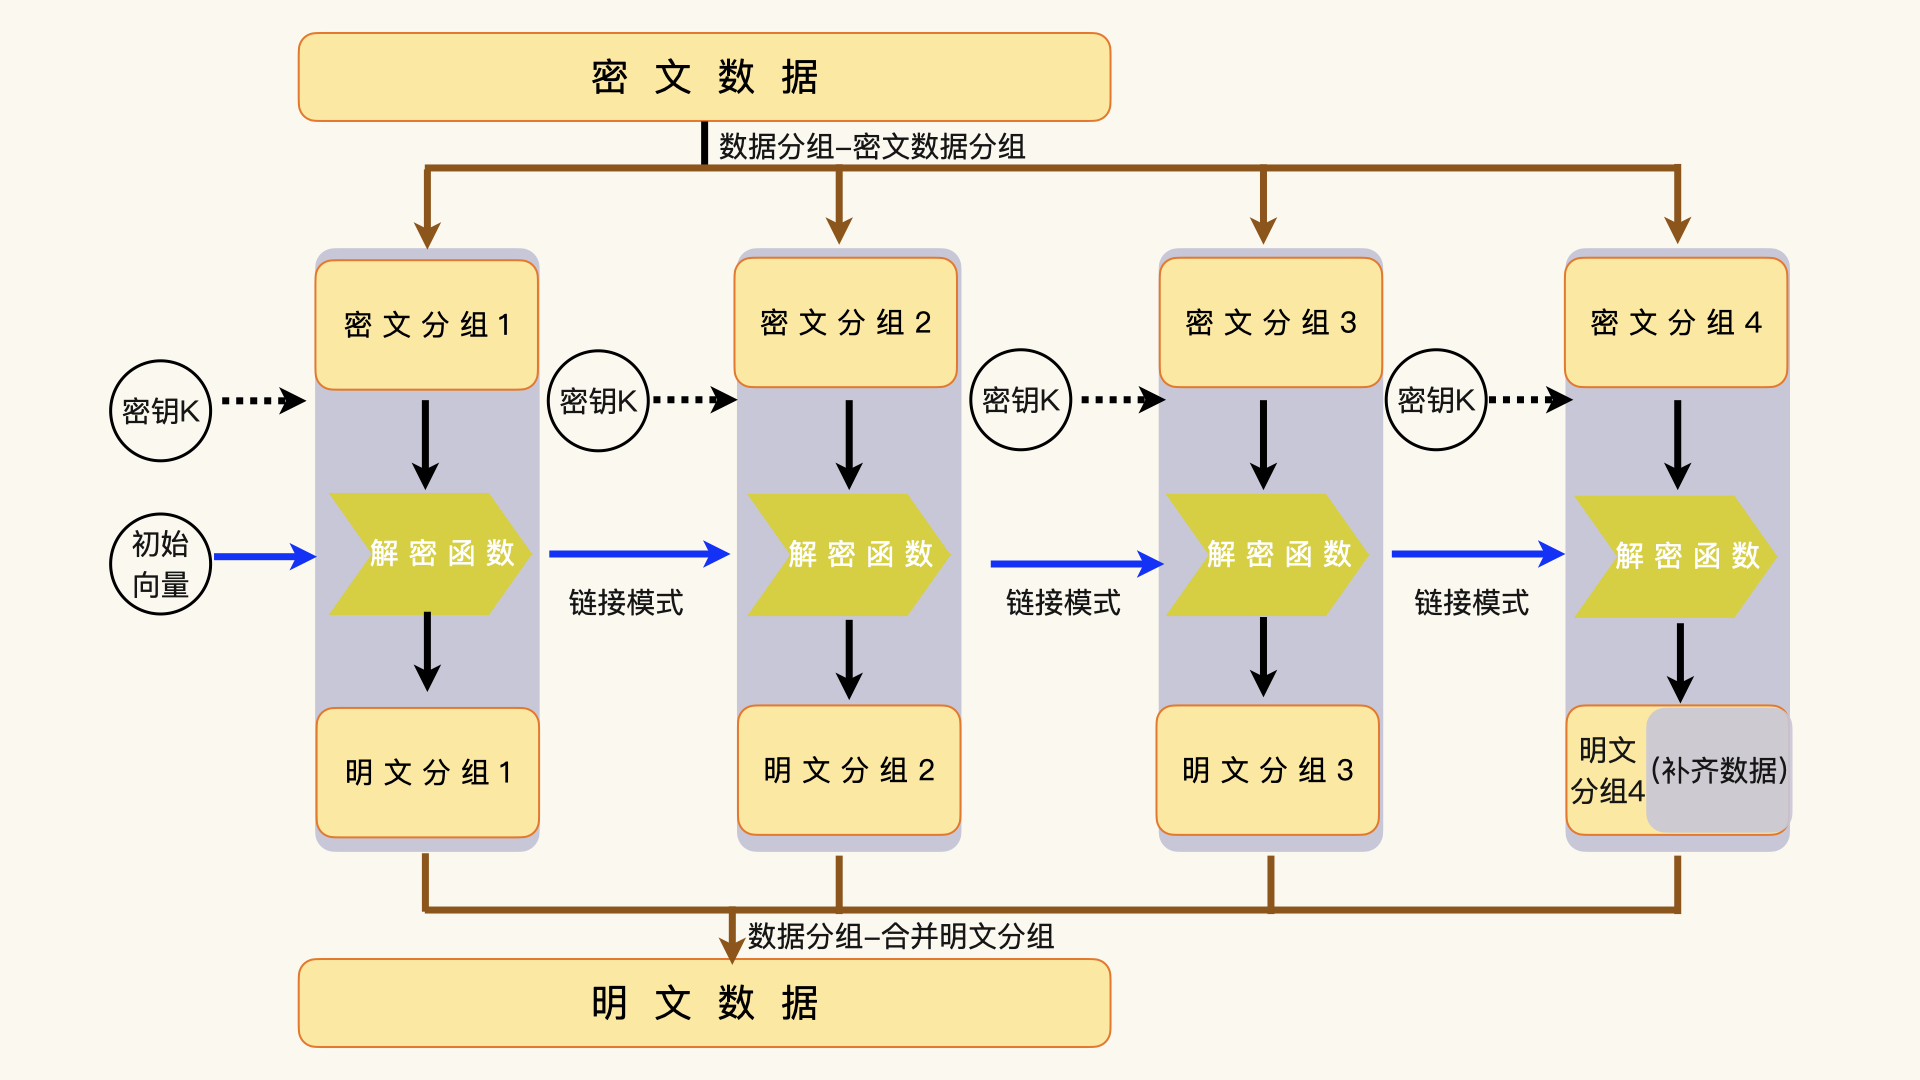 密文数据
数据分组-密文数据分组
密文分组1
密文分组2
密文分组3
密文分组4
密钥K
密钥K
密钥K
密钥K
初始
向量
解密函数
解密函数
解密函数
解密函数
链接模式
链接模式
链接模式
明文分组1
明文分组2
明文分组3
明文
分组4
(补齐数据)
数据分组-合并明文分组
明文数据